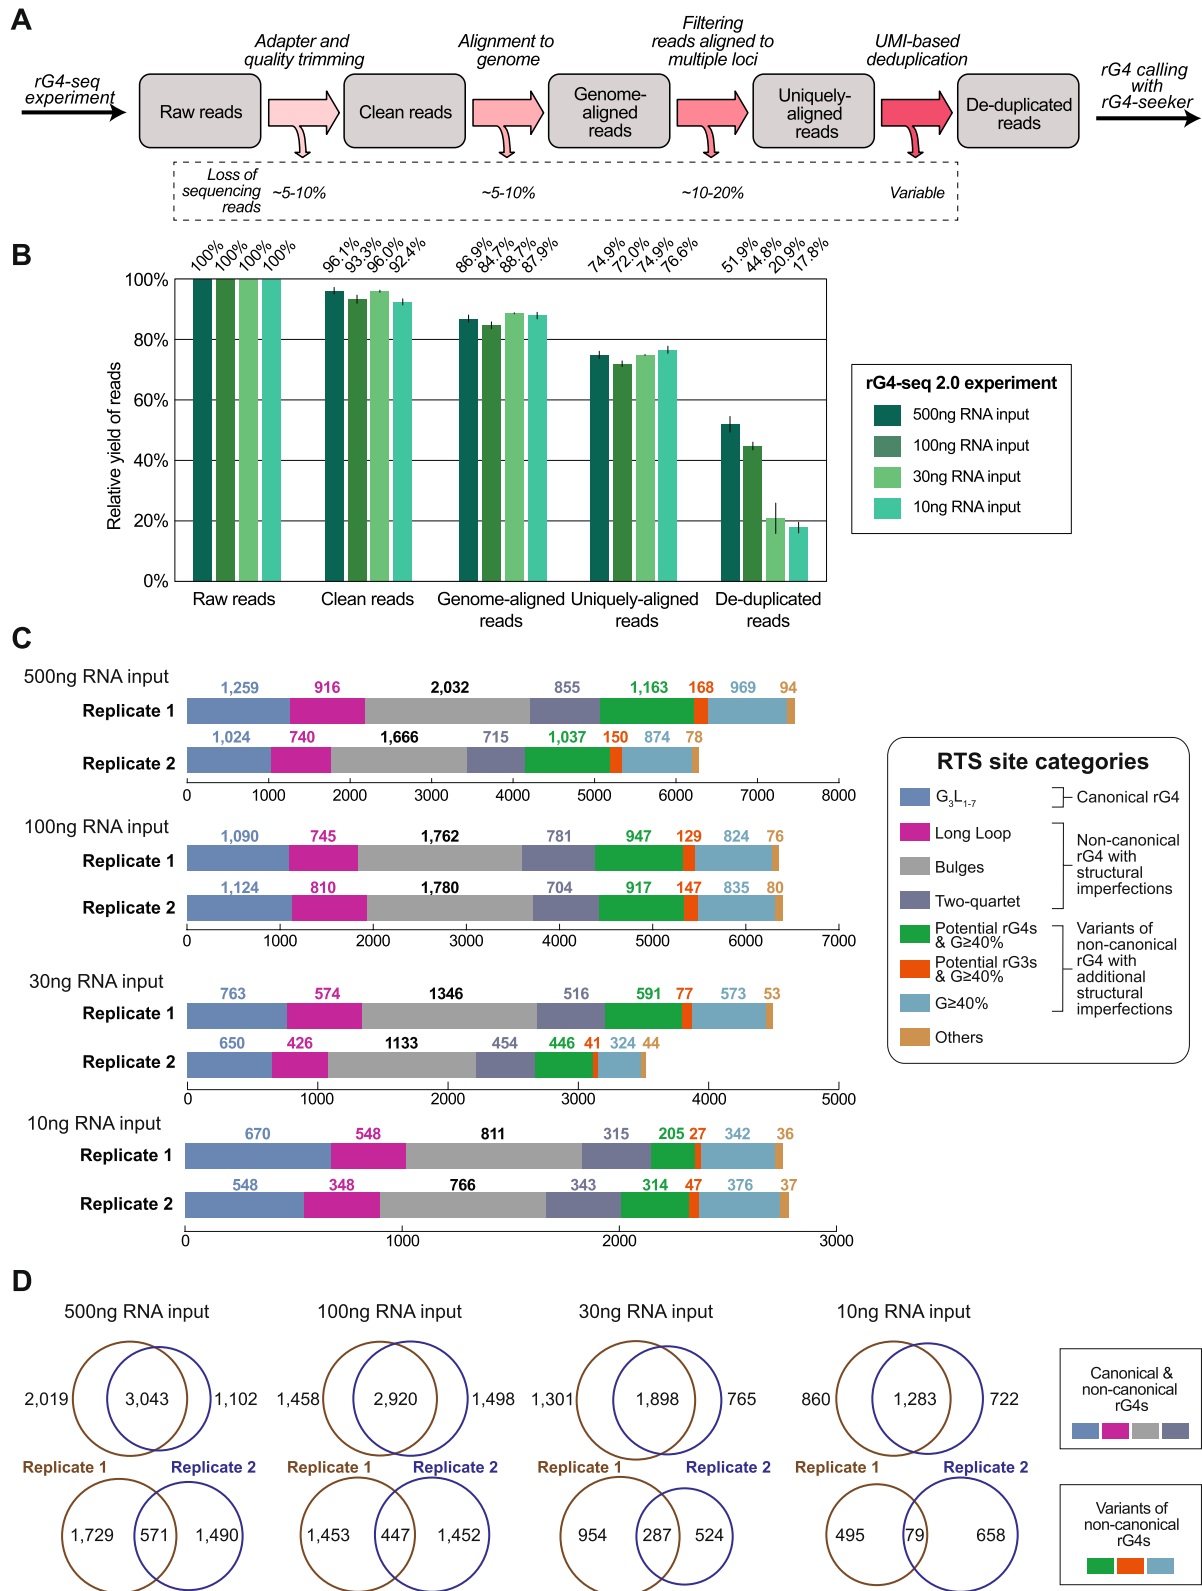 A
rG4-seq
experiment
Raw reads
Adapter and
quality trimming
Clean reads
Alignment to
genome
Genome-
aligned
reads
Filtering
reads aligned to
multiple loci
Uniquely-
aligned
reads
UMI-based
deduplication
De-duplicated
reads
rG4 calling
with
rG4-seeker
Loss of
sequencing
reads
~5-10%
~5-10%
~10-20%
Variable
B
100% 100% 100% 100%
96.1% 93.3% 96.0% 92.4%
86.9% 84.7% 88.7% 87.9%
74.9% 72.0% 74.9% 76.6%
51.9% 44.8% 20.9% 17.8%
Relative yield of reads
100%
80%
60%
40%
20%
0%
Raw reads
Clean reads
Genome-aligned
reads
Uniquely-aligned
reads
De-duplicated
reads
rG4-seq 2.0 experiment
500ng RNA input
100ng RNA input
30ng RNA input
10ng RNA input
C
500ng RNA input
1,259 916 2,032 855 1,163 168 969 94
Replicate 1
1,024 740 1,666 715 1,037 150 874 78
Replicate 2
0 1000 2000 3000 4000 5000 6000 7000 8000
100ng RNA input
1,090 745 1,762 781 947 129 824 76
Replicate 1
1,124 810 1,780 704 917 147 835 80
Replicate 2
0 1000 2000 3000 4000 5000 6000 7000
30ng RNA input
763 574 1346 516 591 77 573 53
Replicate 1
650 426 1133 454 446 41 324 44
Replicate 2
0 1000 2000 3000 4000 5000
10ng RNA input
670 548 811 315 205 27 342 36
Replicate 1
548 348 766 343 314 47 376 37
Replicate 2
0 1000 2000 3000
RTS site categories
G3L1-7
Canonical rG4
Long Loop
Bulges
Two-quartet
Non-canonical
rG4 with
structural
imperfections
Potential rG4s
& G≥40%
Potential rG3s
& G≥40%
G≥40%
Variants of
non-canonical
rG4 with
additional
structural
imperfections
Others
D
500ng RNA input
2,019 3,043 1,102
Replicate 1 Replicate 2
1,729 571 1,490
100ng RNA input
1,458 2,920 1,498
Replicate 1 Replicate 2
1,453 447 1,452
30ng RNA input
1,301 1,898 765
Replicate 1 Replicate 2
954 287 524
10ng RNA input
860 1,283 722
Replicate 1 Replicate 2
495 79 658
Canonical &
non-canonical
rG4s
Variants of
non-canonical
rG4s